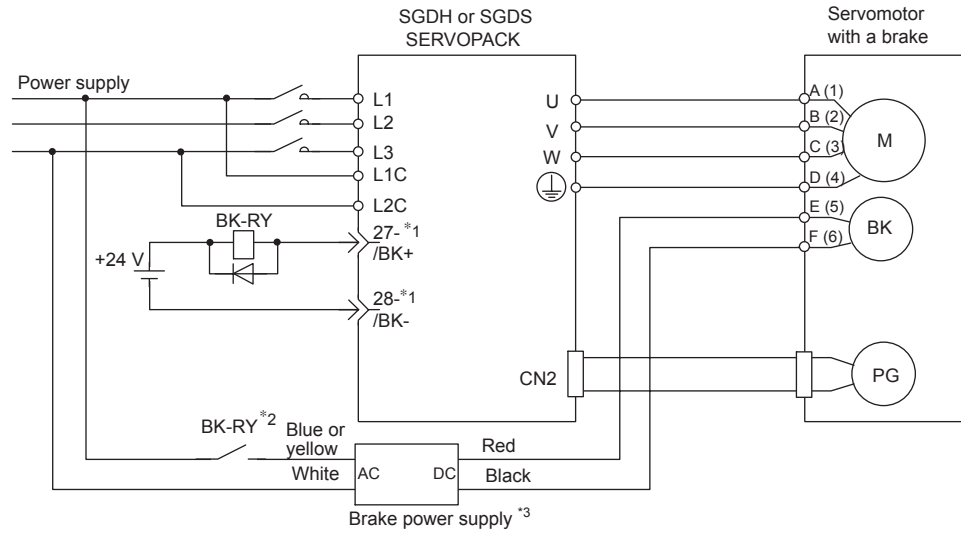 SGDH or SGDS
SERVOPACK
Servomotor
with a brake
Power supply
L1
L2
L3
L1C
L2C
U
V
W
A (1)
B (2)
C (3)
D (4)
M
E (5)
F (6)
BK
BK-RY
+24 V
27-*1
/BK+
28-*1
/BK-
CN2
PG
BK-RY*2
Blue or
yellow
White
AC
DC
Red
Black
Brake power supply *3